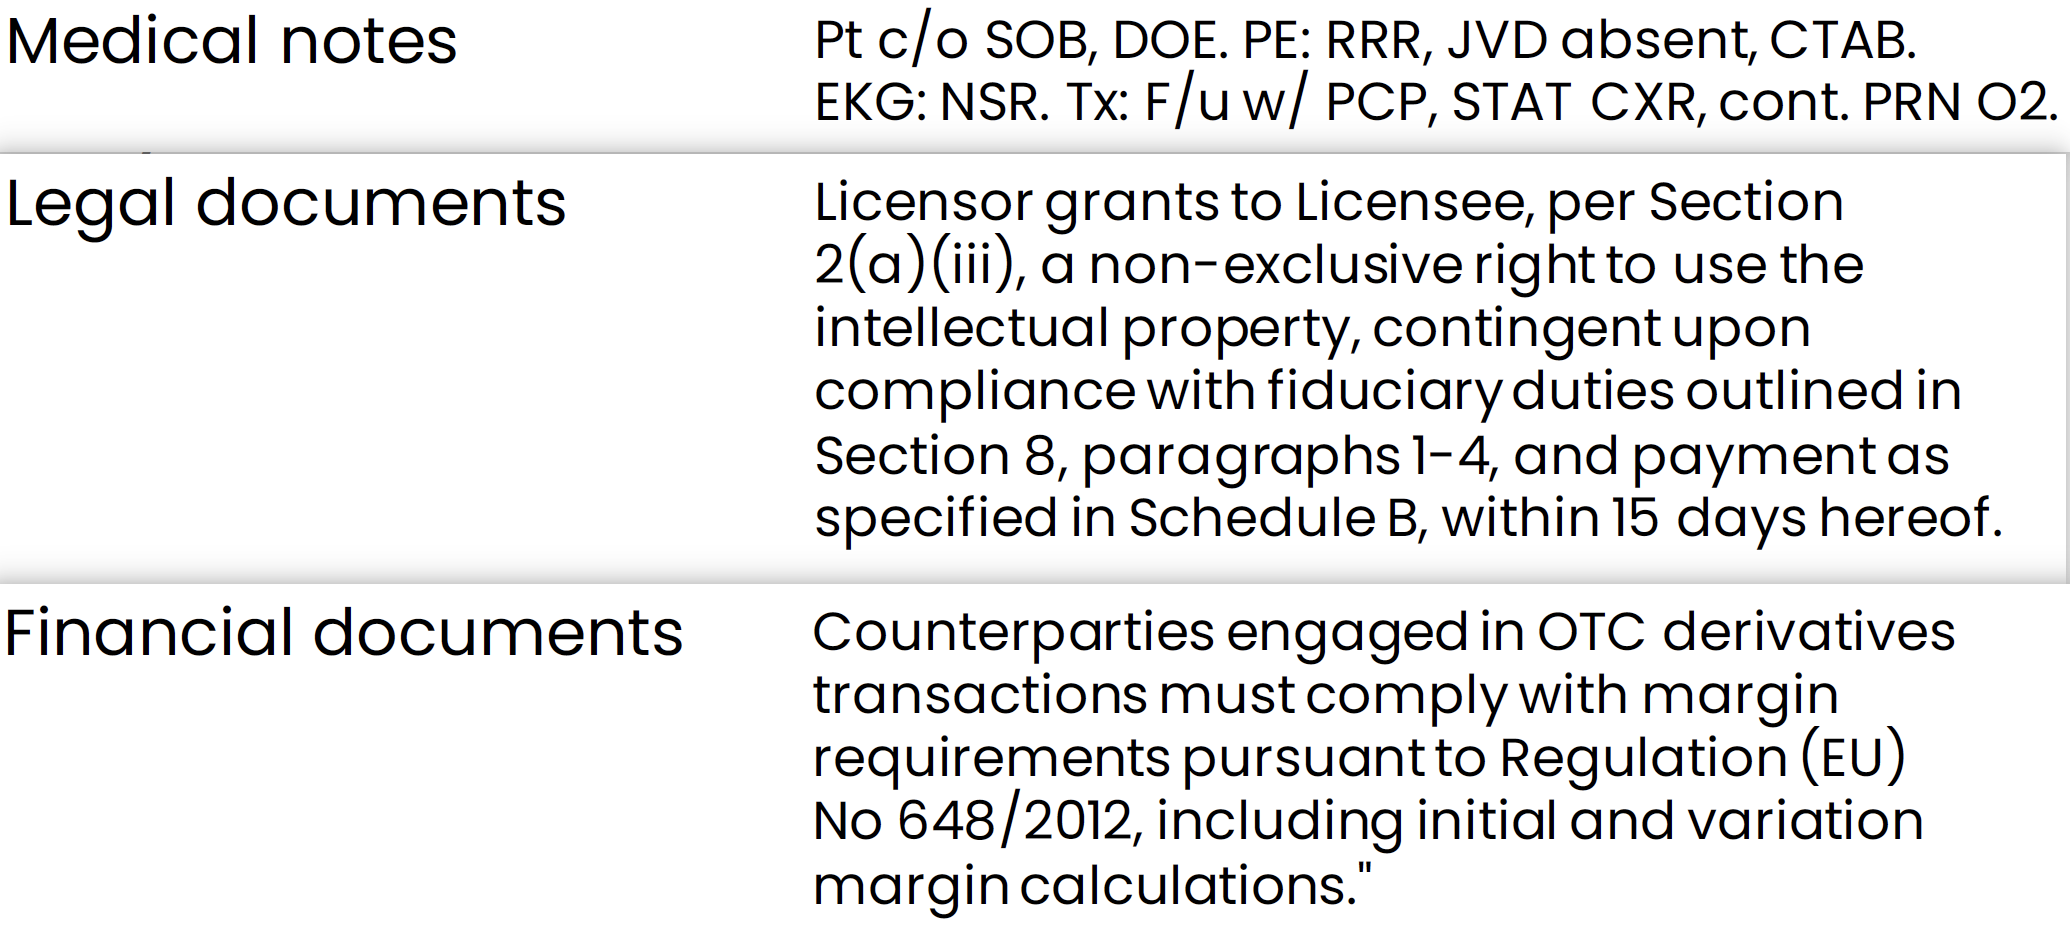 Medical notes
Pt c/o SOB, DOE. PE: RRR, JVD absent, CTAB.
EKG: NSR. Tx: F/u w/ PCP, STAT CXR, cont. PRN O2.
Legal documents
Licensor grants to Licensee, per Section
2(a)(iii), a non-exclusive right to use the
intellectual property, contingent upon
compliance with fiduciary duties outlined in
Section 8, paragraphs 1-4, and payment as
specified in Schedule B, within 15 days hereof.
Financial documents
Counterparties engaged in OTC derivatives
transactions must comply with margin
requirements pursuant to Regulation (EU)
No 648/2012, including initial and variation
margin calculations."